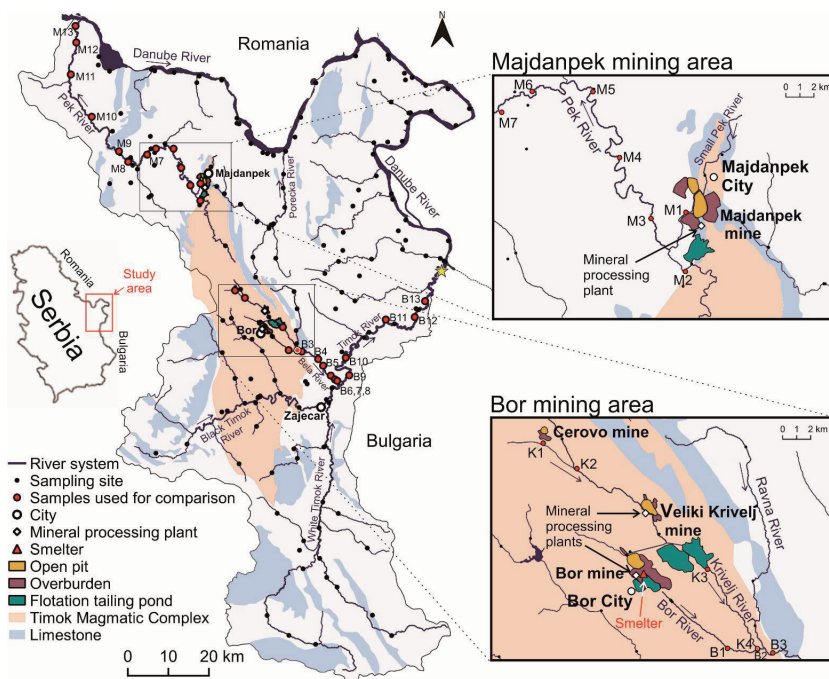 Romania
N
Danube River
M13
M12
M11
Pek River
M10
M9
M8
M7
Majdanpek
Porecka River
Danube River
Romania
Study area
Serbia
Bulgaria
Bor
B3
B4
B5
Bela River
B6,7,8
B9
B10
Timok River
B11
B12
B13
Zajecar
Black Timok River
White Timok River
Bulgaria
River system
Sampling site
Samples used for comparison
City
Mineral processing plant
Smelter
Open pit
Overburden
Flotation tailing pond
Timok Magmatic Complex
Limestone
0 10 20 km
Majdanpek mining area
0 1 2 km
M6
M5
M7
Pek River
Small Pek River
M4
Majdanpek City
M1
M3
Majdanpek mine
Mineral processing plant
M2
Bor mining area
0 1 2 km
Cerovo mine
K1
K2
Ravna River
Mineral processing plants
Veliki Krivelj mine
Bor mine
K3
Krivelj River
Bor City
Smelter
Bor River
B1
K4
B2
B3